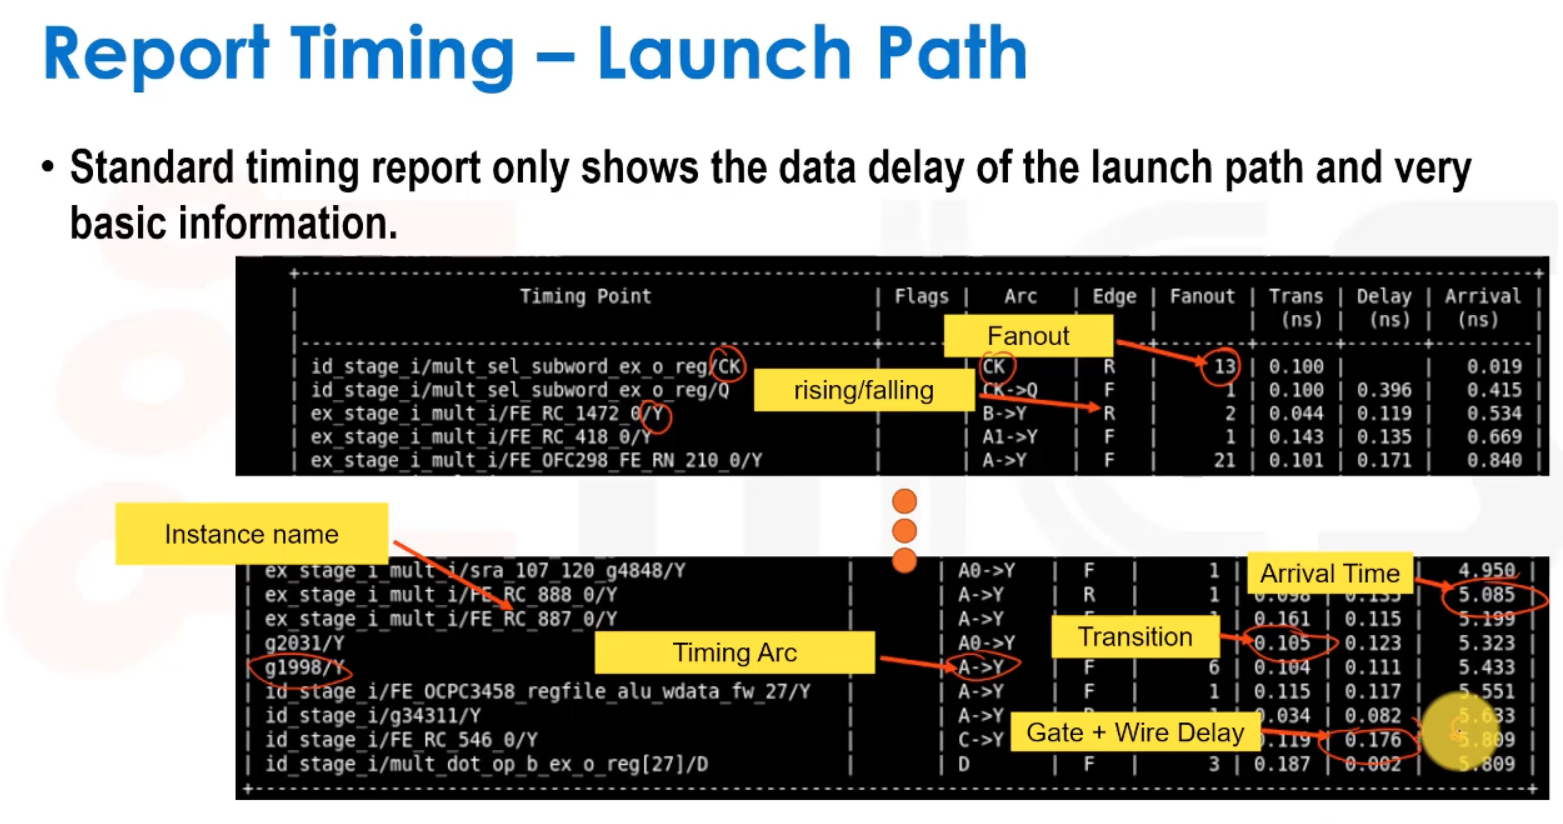 Report Timing – Launch Path
• Standard timing report only shows the data delay of the launch path and very
basic information.
Timing Point | Flags | Arc | Edge | Fanout | Trans | Delay | Arrival
(ns) | (ns) | (ns)
Fanout
id_stage_i/mult_sel_subword_ex_o_reg/CK | CK | R | 13 | 0.100 | | 0.019
id_stage_i/mult_sel_subword_ex_o_reg/Q | CK->Q | F | 1 | 0.100 | 0.396 | 0.415
rising/falling
ex_stage_i_mult_i/FE_RC_1472_0/Y | B->Y | R | 2 | 0.044 | 0.119 | 0.534
ex_stage_i_mult_i/FE_RC_418_0/Y | A1->Y | F | 1 | 0.143 | 0.135 | 0.669
ex_stage_i_mult_i/FE_OFC298_FE_RN_210_0/Y | A->Y | F | 21 | 0.101 | 0.171 | 0.840
Instance name
ex_stage_i_mult_i/sra_107_120_g4848/Y | A0->Y | F | 1 | 4.950
Arrival Time
ex_stage_i_mult_i/FE_RC_888_0/Y | A->Y | R | 1 | 5.085
ex_stage_i_mult_i/FE_RC_887_0/Y | A->Y | 0.161 | 0.115 | 5.199
Transition
g2031/Y | A0->Y | 0.105 | 0.123 | 5.323
Timing Arc
g1998/Y | A->Y | F | 6 | 0.104 | 0.111 | 5.433
id_stage_i/FE_OCPC3458_regfile_alu_wdata_fw_27/Y | A->Y | F | 1 | 0.115 | 0.117 | 5.551
id_stage_i/g34311/Y | A->Y | 0.034 | 0.082 | 5.633
Gate + Wire Delay
id_stage_i/FE_RC_546_0/Y | C->Y | 0.119 | 0.176 | 5.809
id_stage_i/mult_dot_op_b_ex_o_reg[27]/D | D | F | 3 | 0.187 | 0.002 | 5.809